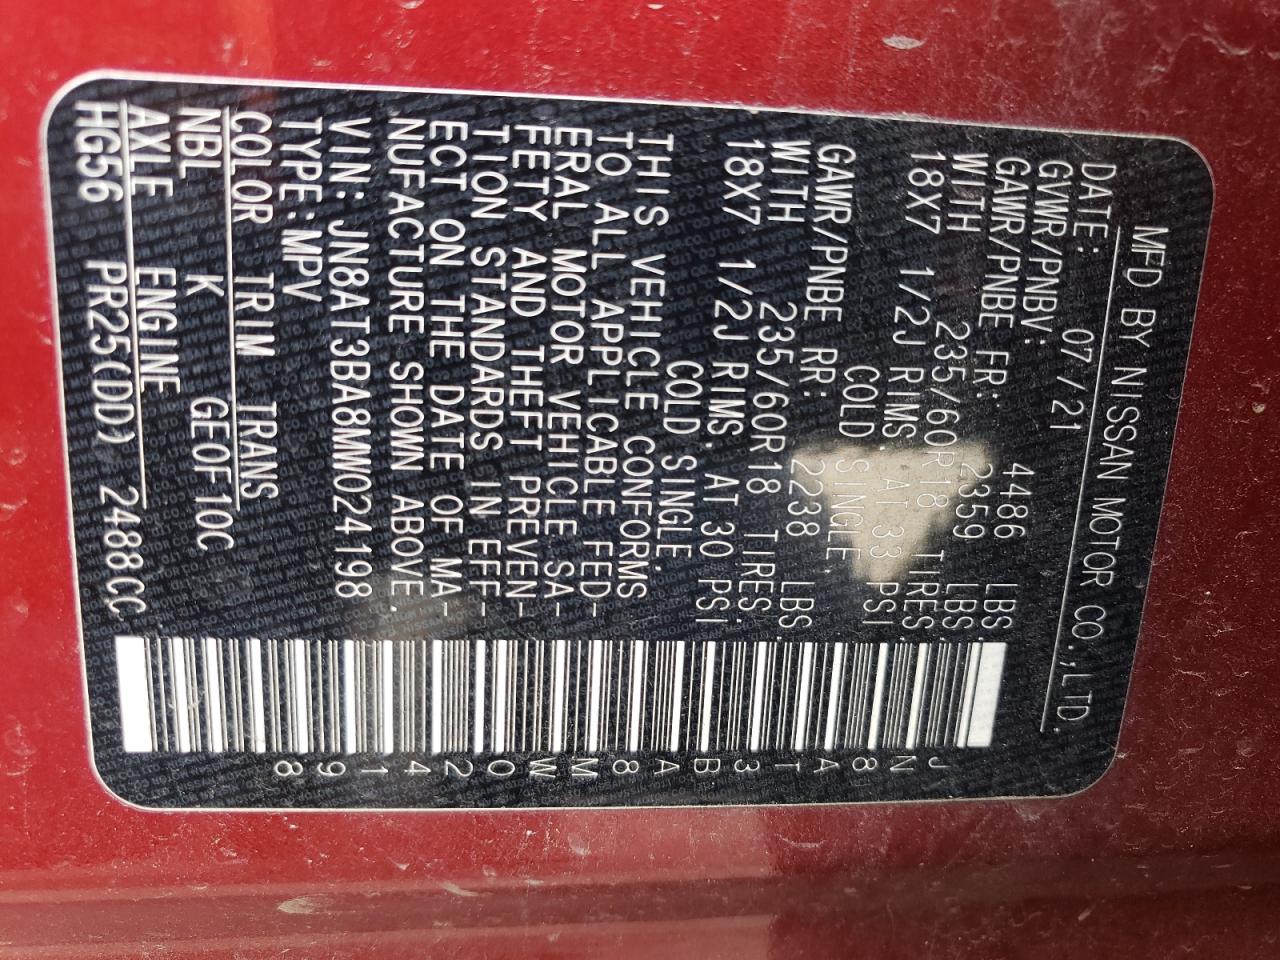 MFD BY NISSAN MOTOR CO.,LTD.
DATE: 07/21
GVWR/PNBV: 4486 LBS.
GAWR/PNBE FR: 2359 LBS.
WITH 235/60R18 TIRES.
18X7 1/2J RIMS. AT 33 PSI
COLD SINGLE,
GAWR/PNBE RR: 2238 LBS.
WITH 235/60R18 TIRES.
18X7 1/2J RIMS. AT 30 PSI
COLD SINGLE.
THIS VEHICLE CONFORMS
TO ALL APPLICABLE FED-
ERAL MOTOR VEHICLE SA-
FETY AND THEFT PREVEN-
TION STANDARDS IN EFF-
ECT ON THE DATE OF MA-
NUFACTURE SHOWN ABOVE.
VIN: JN8AT3BA8MW024198
TYPE:MPV
COLOR TRIM TRANS
NBL K GE0F10C
AXLE ENGINE
HG56 PR25(DD) 2488CC
JN8AT3BA8MW024198